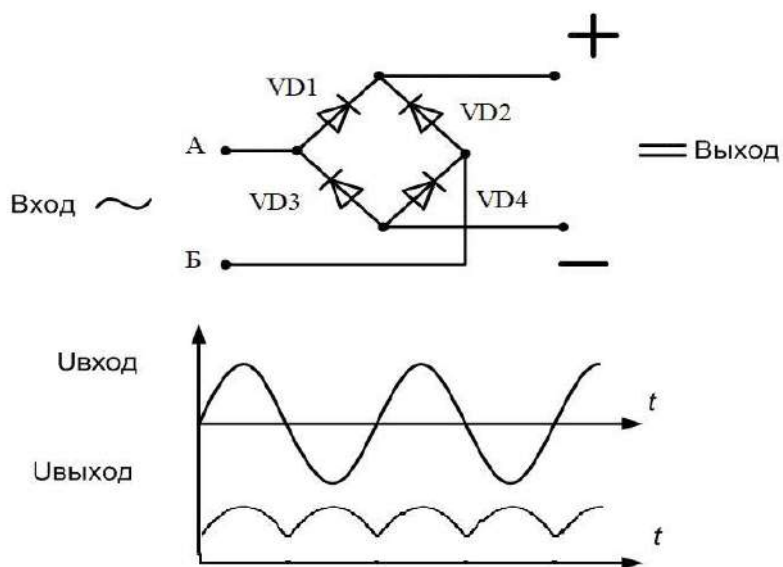 +
VD1
VD2
А
Выход
Вход
VD3
VD4
Б
−
Uвход
t
Uвыход
t